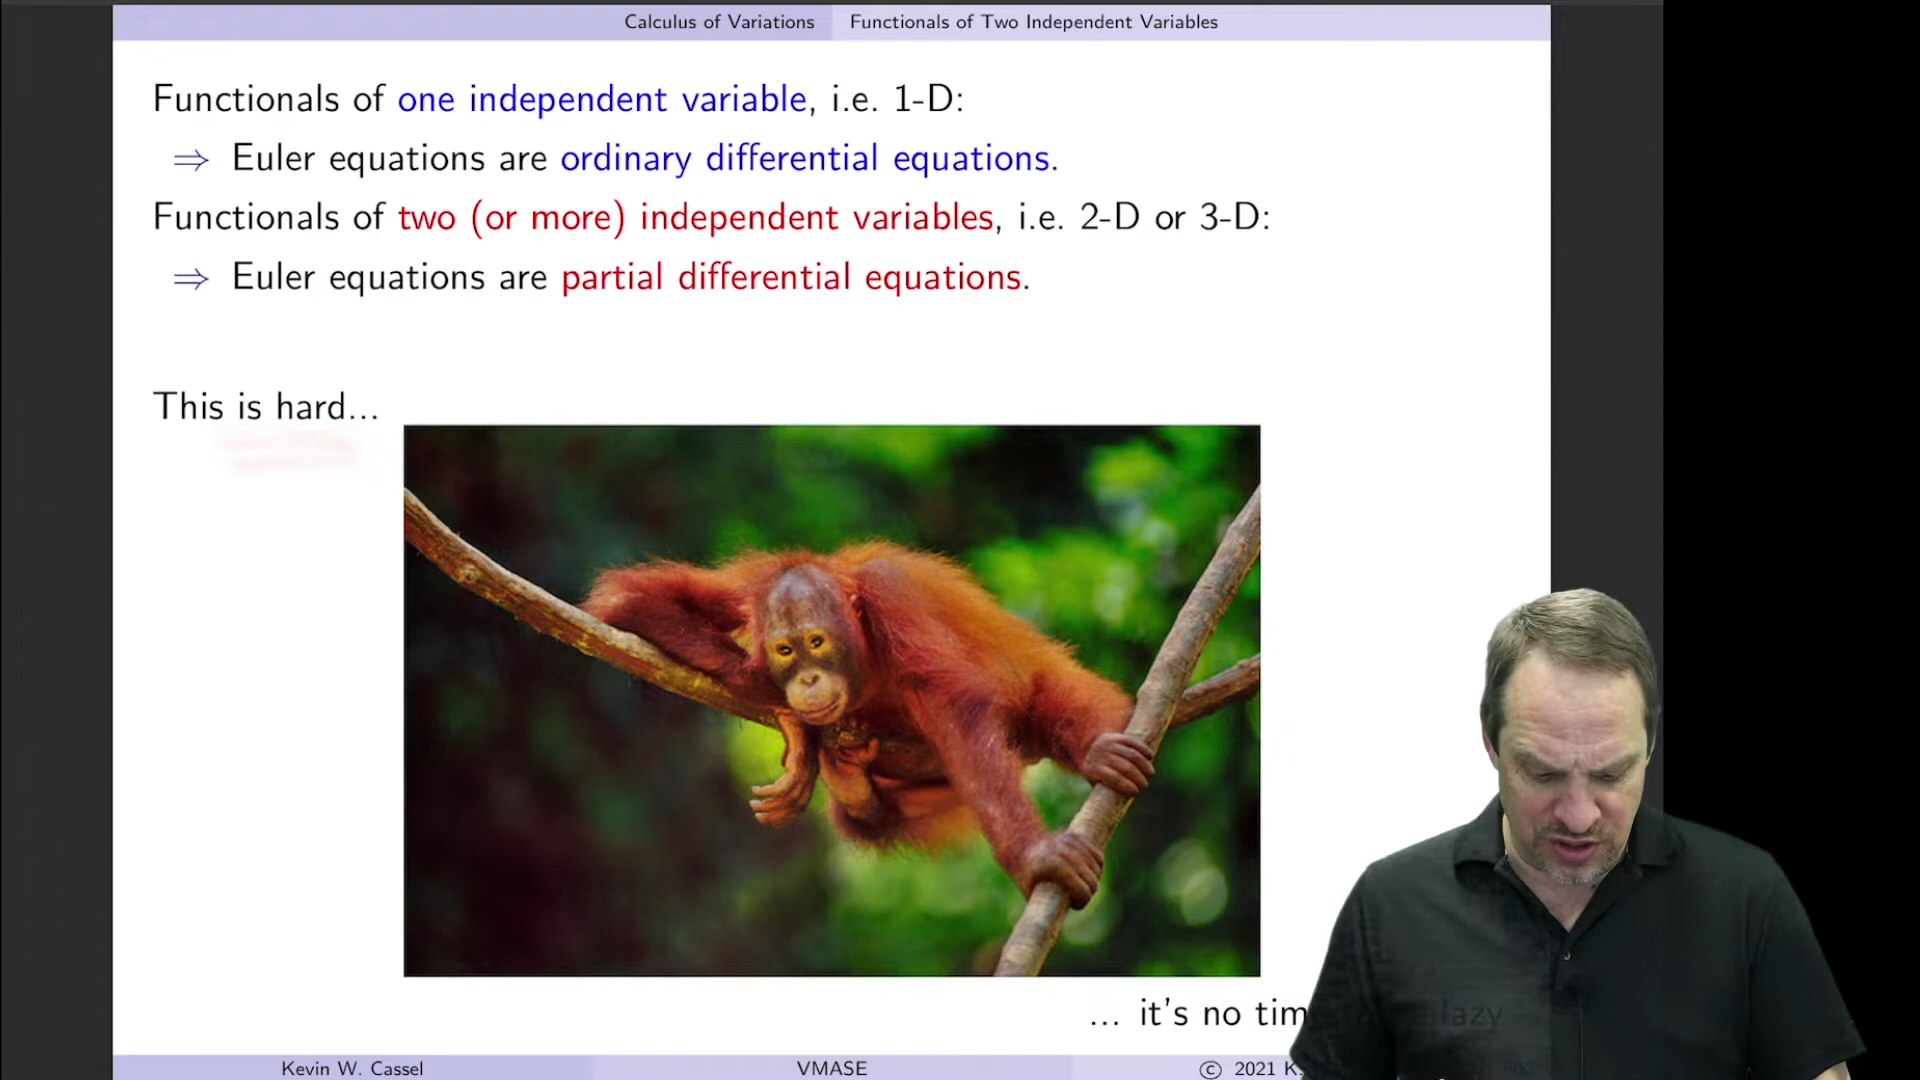 Calculus of Variations Functionals of Two Independent Variables
Functionals of one independent variable, i.e. 1-D:
⇒ Euler equations are ordinary differential equations.
Functionals of two (or more) independent variables, i.e. 2-D or 3-D:
⇒ Euler equations are partial differential equations.
This is hard...
... it's no tim lazy
Kevin W. Cassel VMASE © 2021 K.